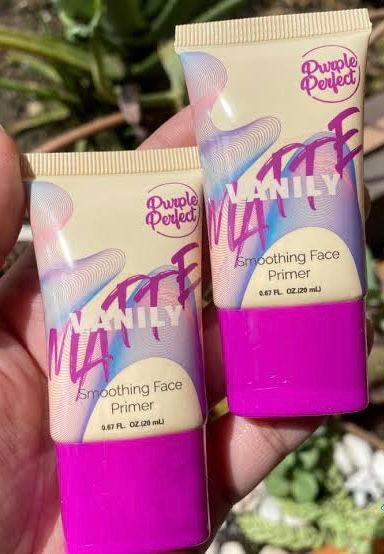 Purple
Perfect
MATTE
VANILY
Smoothing Face
Primer
0.67 FL. OZ.(20 mL)
Purple
Perfect
MATTE
VANILY
Smoothing Face
Primer
0.67 FL. OZ.(20 mL)